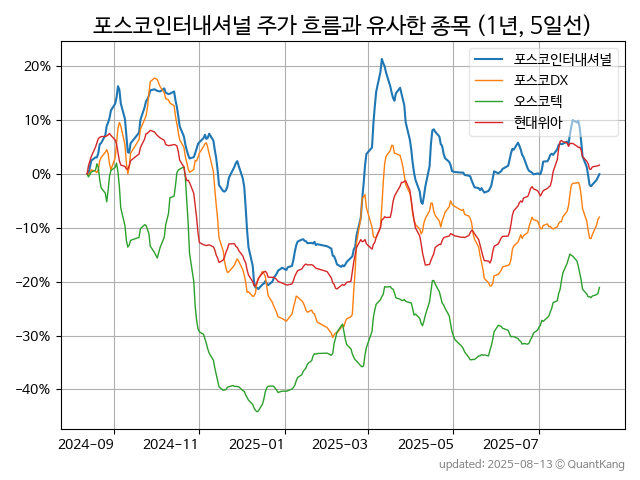 포스코인터내셔널 주가 흐름과 유사한 종목 (1년, 5일선)
포스코인터내셔널
포스코DX
오스코텍
현대위아
20%
10%
0%
−10%
−20%
−30%
−40%
2024-09
2024-11
2025-01
2025-03
2025-05
2025-07
updated: 2025-08-13 © QuantKang